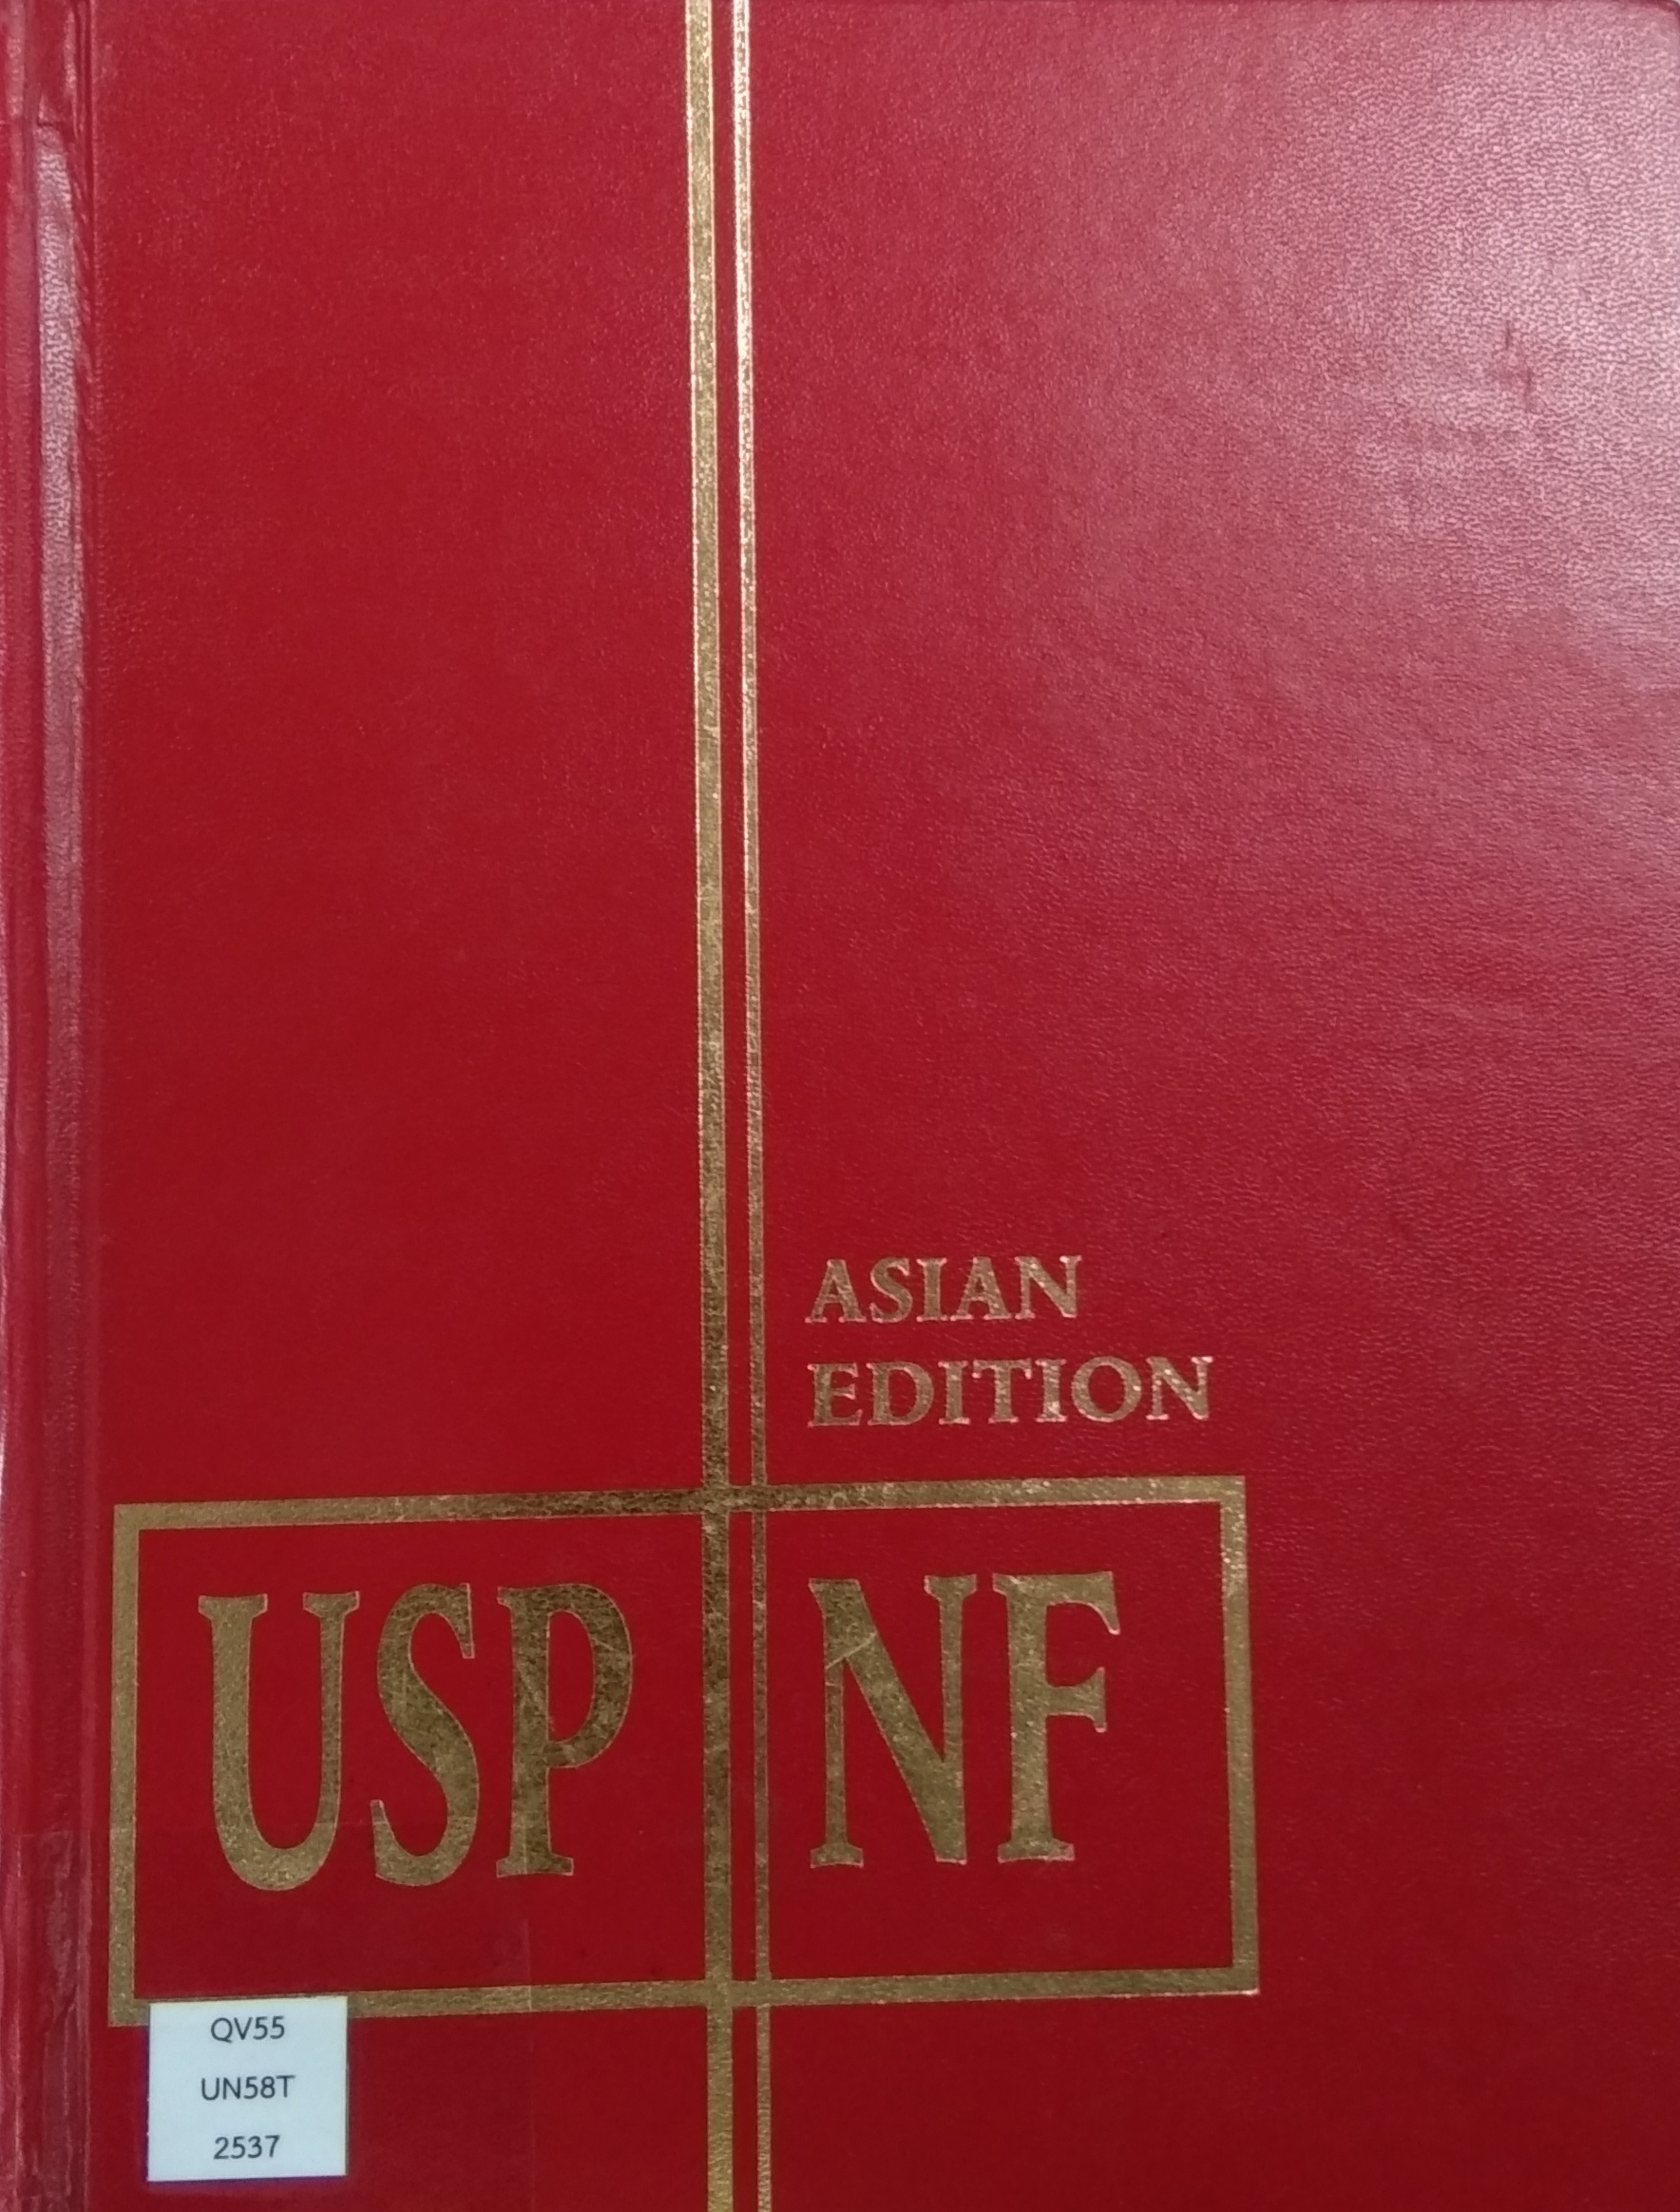 ASIAN
EDITION
USP NF
QV55
UN58T
2537